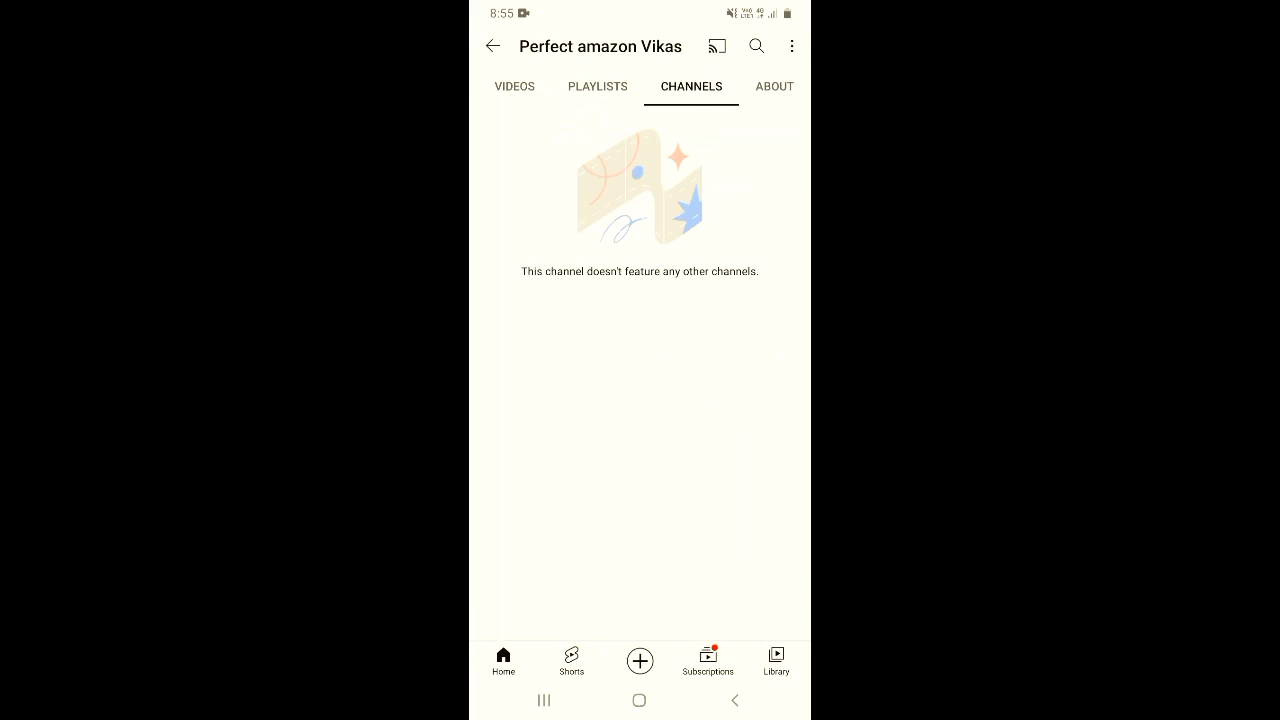 8:55
4G
Perfect amazon Vikas
VIDEOS PLAYLISTS CHANNELS ABOUT
This channel doesn't feature any other channels.
Home Shorts Subscriptions Library